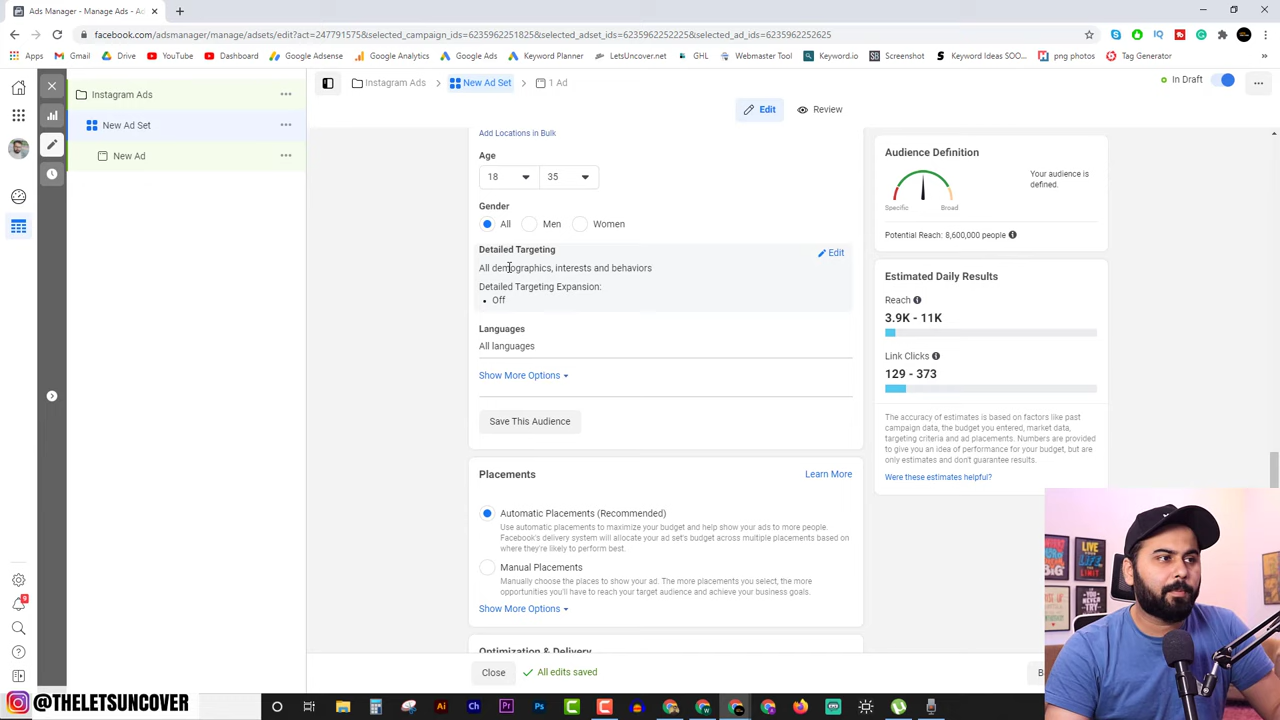 Ads Manager - Manage Ads - Ad
facebook.com/adsmanager/manage/adsets/edit?act=247791575&selected_campaign_ids=6235962251825&selected_adset_ids=6235962252225&selected_ad_ids=6235962252625
Apps
Gmail
Drive
YouTube
Dashboard
Google Adsense
Google Analytics
Keyword Planner
LetsUncover.net
GHL
Webmaster Tool
Keyword.io
Screenshot
Keyword Ideas SOO...
png photos
Tag Generator
Instagram Ads
New Ad Set
1 Ad
In Draft
Instagram Ads
New Ad Set
New Ad
Edit
Review
Add Locations in Bulk
Age
18
35
Gender
All
Men
Women
Detailed Targeting
Edit
All demographics, interests and behaviors
Detailed Targeting Expansion:
Off
Languages
All languages
Show More Options
Save This Audience
Placements
Learn More
Automatic Placements (Recommended)
Use automatic placements to maximize your budget and help show your ads to more people.
Facebook's delivery system will allocate your ad set's budget across multiple placements based on
where they're likely to perform best.
Manual Placements
Manually choose the places to show your ad. The more placements you select, the more
opportunities you'll have to reach your target audience and achieve your business goals.
Show More Options
Optimization & Delivery
Close
All edits saved
Audience Definition
Your audience is
defined.
Specific
Broad
Potential Reach: 8,600,000 people
Estimated Daily Results
Reach
3.9K - 11K
Link Clicks
129 - 373
The accuracy of estimates is based on factors like past
campaign data, the budget you entered, market data,
targeting criteria and ad placements. Numbers are provided
to give you an idea of performance for your budget, but are
only estimates and don't guarantee results.
Were these estimates helpful?
@THELETSUNCOVER